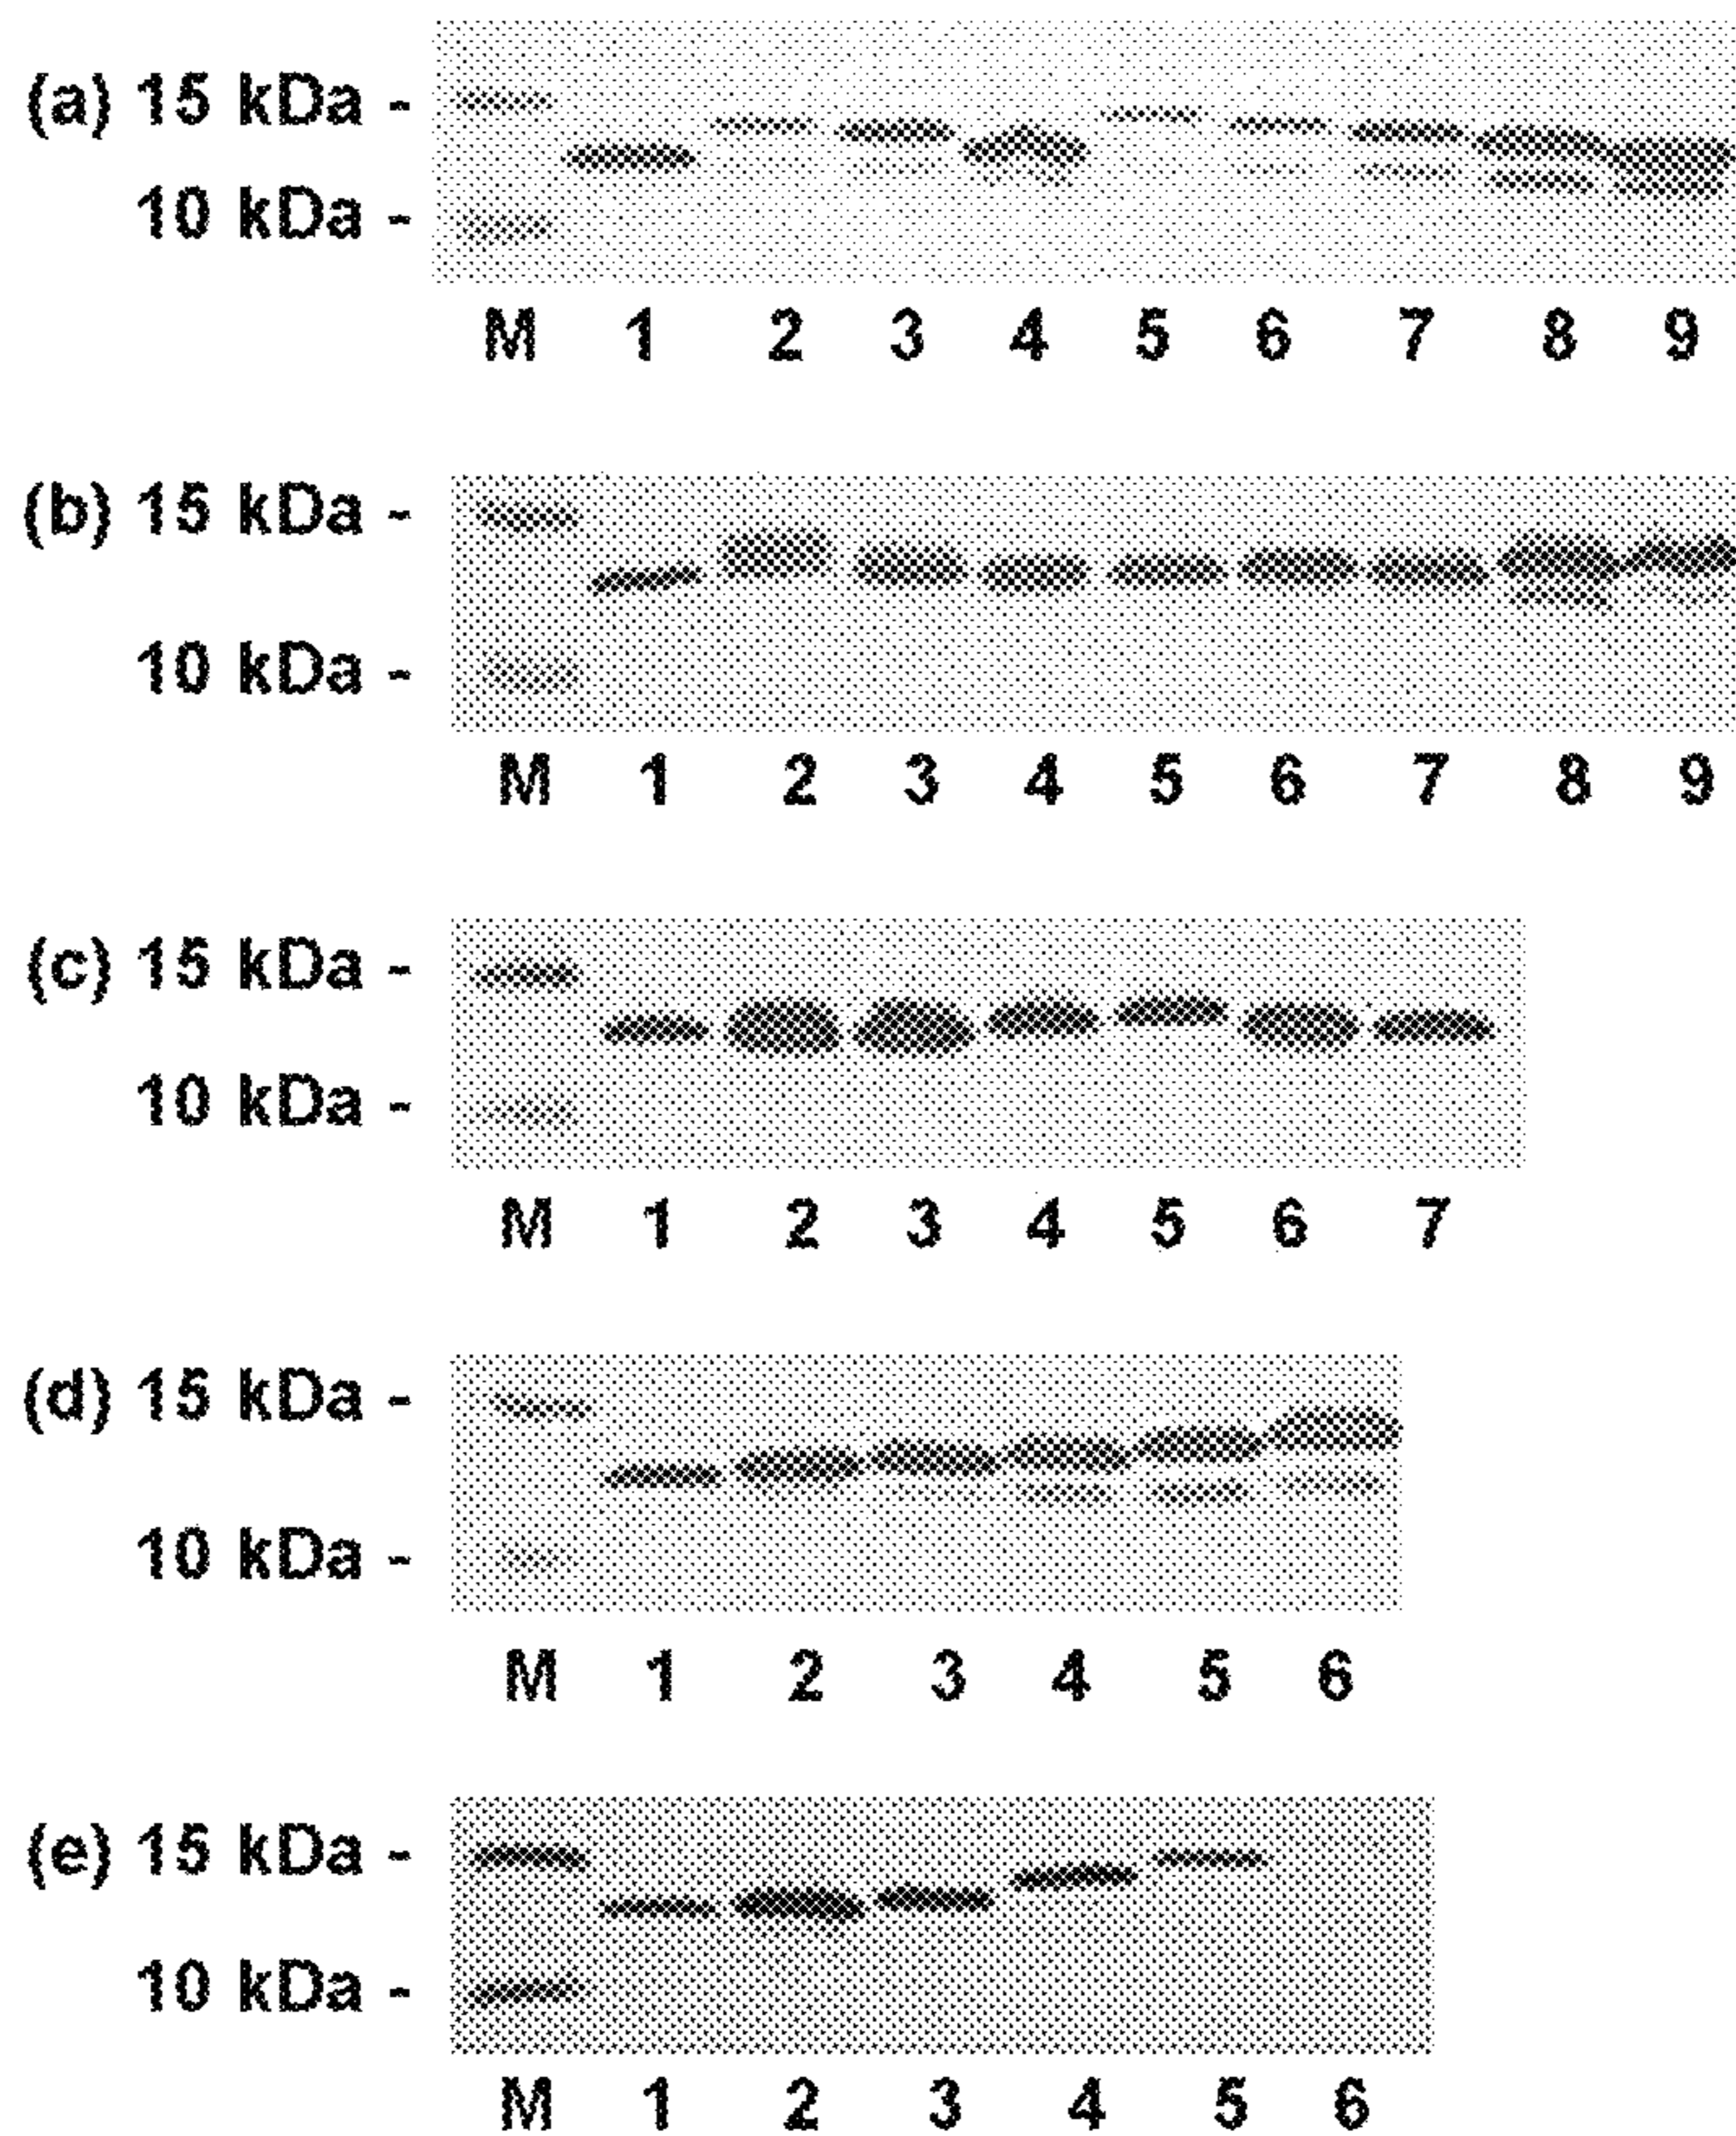 (a) 15 kDa -
10 kDa -
M 1 2 3 4 5 6 7 8 9
(b) 15 kDa -
10 kDa -
M 1 2 3 4 5 6 7 8 9
(c) 15 kDa -
10 kDa -
M 1 2 3 4 5 6 7
(d) 15 kDa -
10 kDa -
M 1 2 3 4 5 6
(e) 15 kDa -
10 kDa -
M 1 2 3 4 5 6